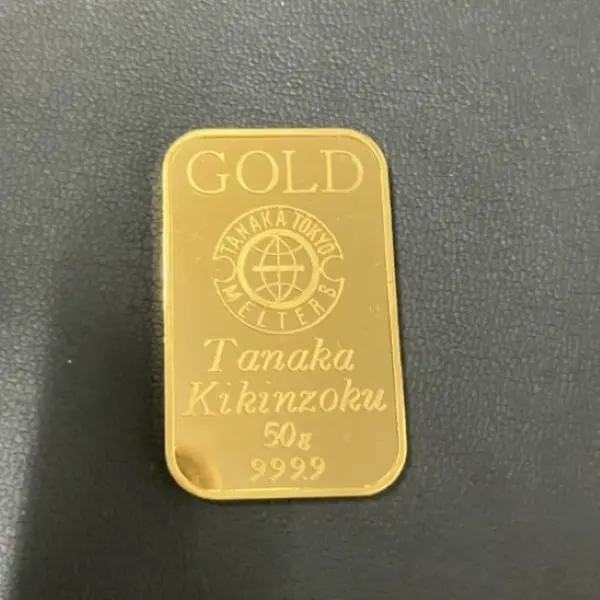 GOLD
TANAKA TOKYO
MELTERS
Tanaka
Kikinzoku
50g
999.9